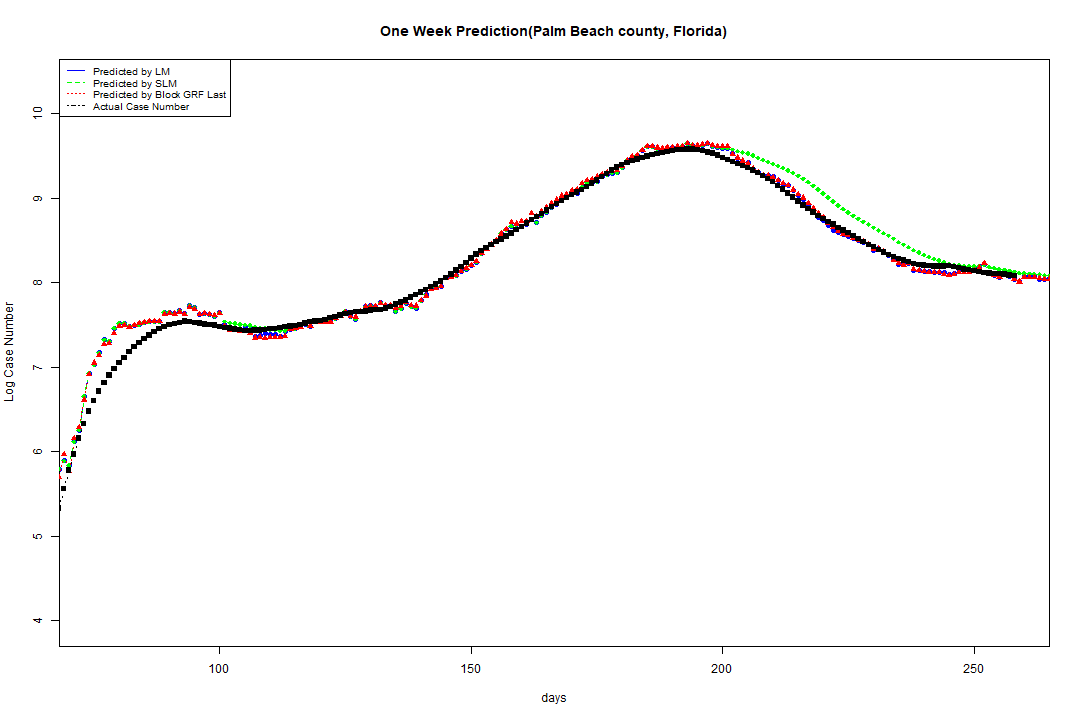 One Week Prediction(Palm Beach county, Florida)
Predicted by LM
Predicted by SLM
Predicted by Block GRF Last
Actual Case Number
10
9
8
7
6
5
4
Log Case Number
100 150 200 250
days